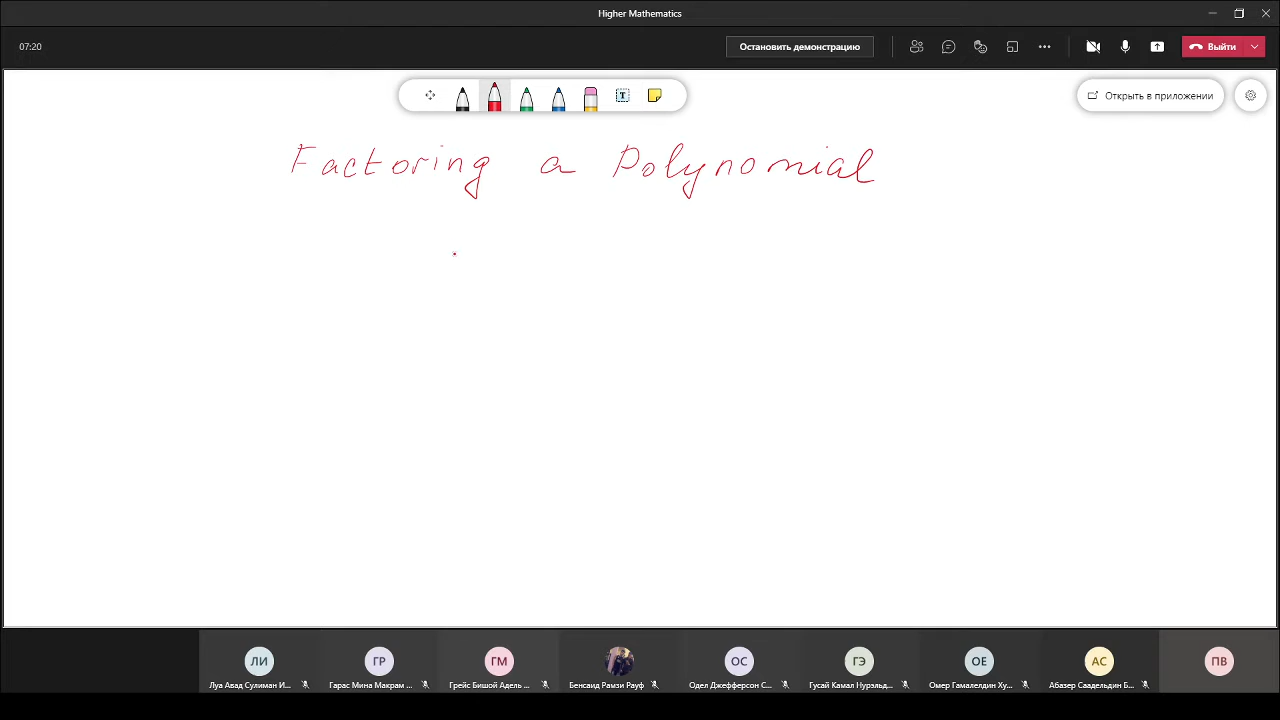 Higher Mathematics
07:20
Остановить демонстрацию
Выйти
Открыть в приложении
Factoring a Polynomial
ЛИ
ГР
ГМ
ОС
ГЭ
ОЕ
АС
ПВ
Луа Авад Сулиман И...
Гарас Мина Макрам ...
Грейс Бишой Адель ...
Бенсаид Рамзи Рауф
Одел Джефферсон С...
Гусай Камал Нурэльд...
Омер Гамалелдин Ху...
Абазер Саадельдин Б...